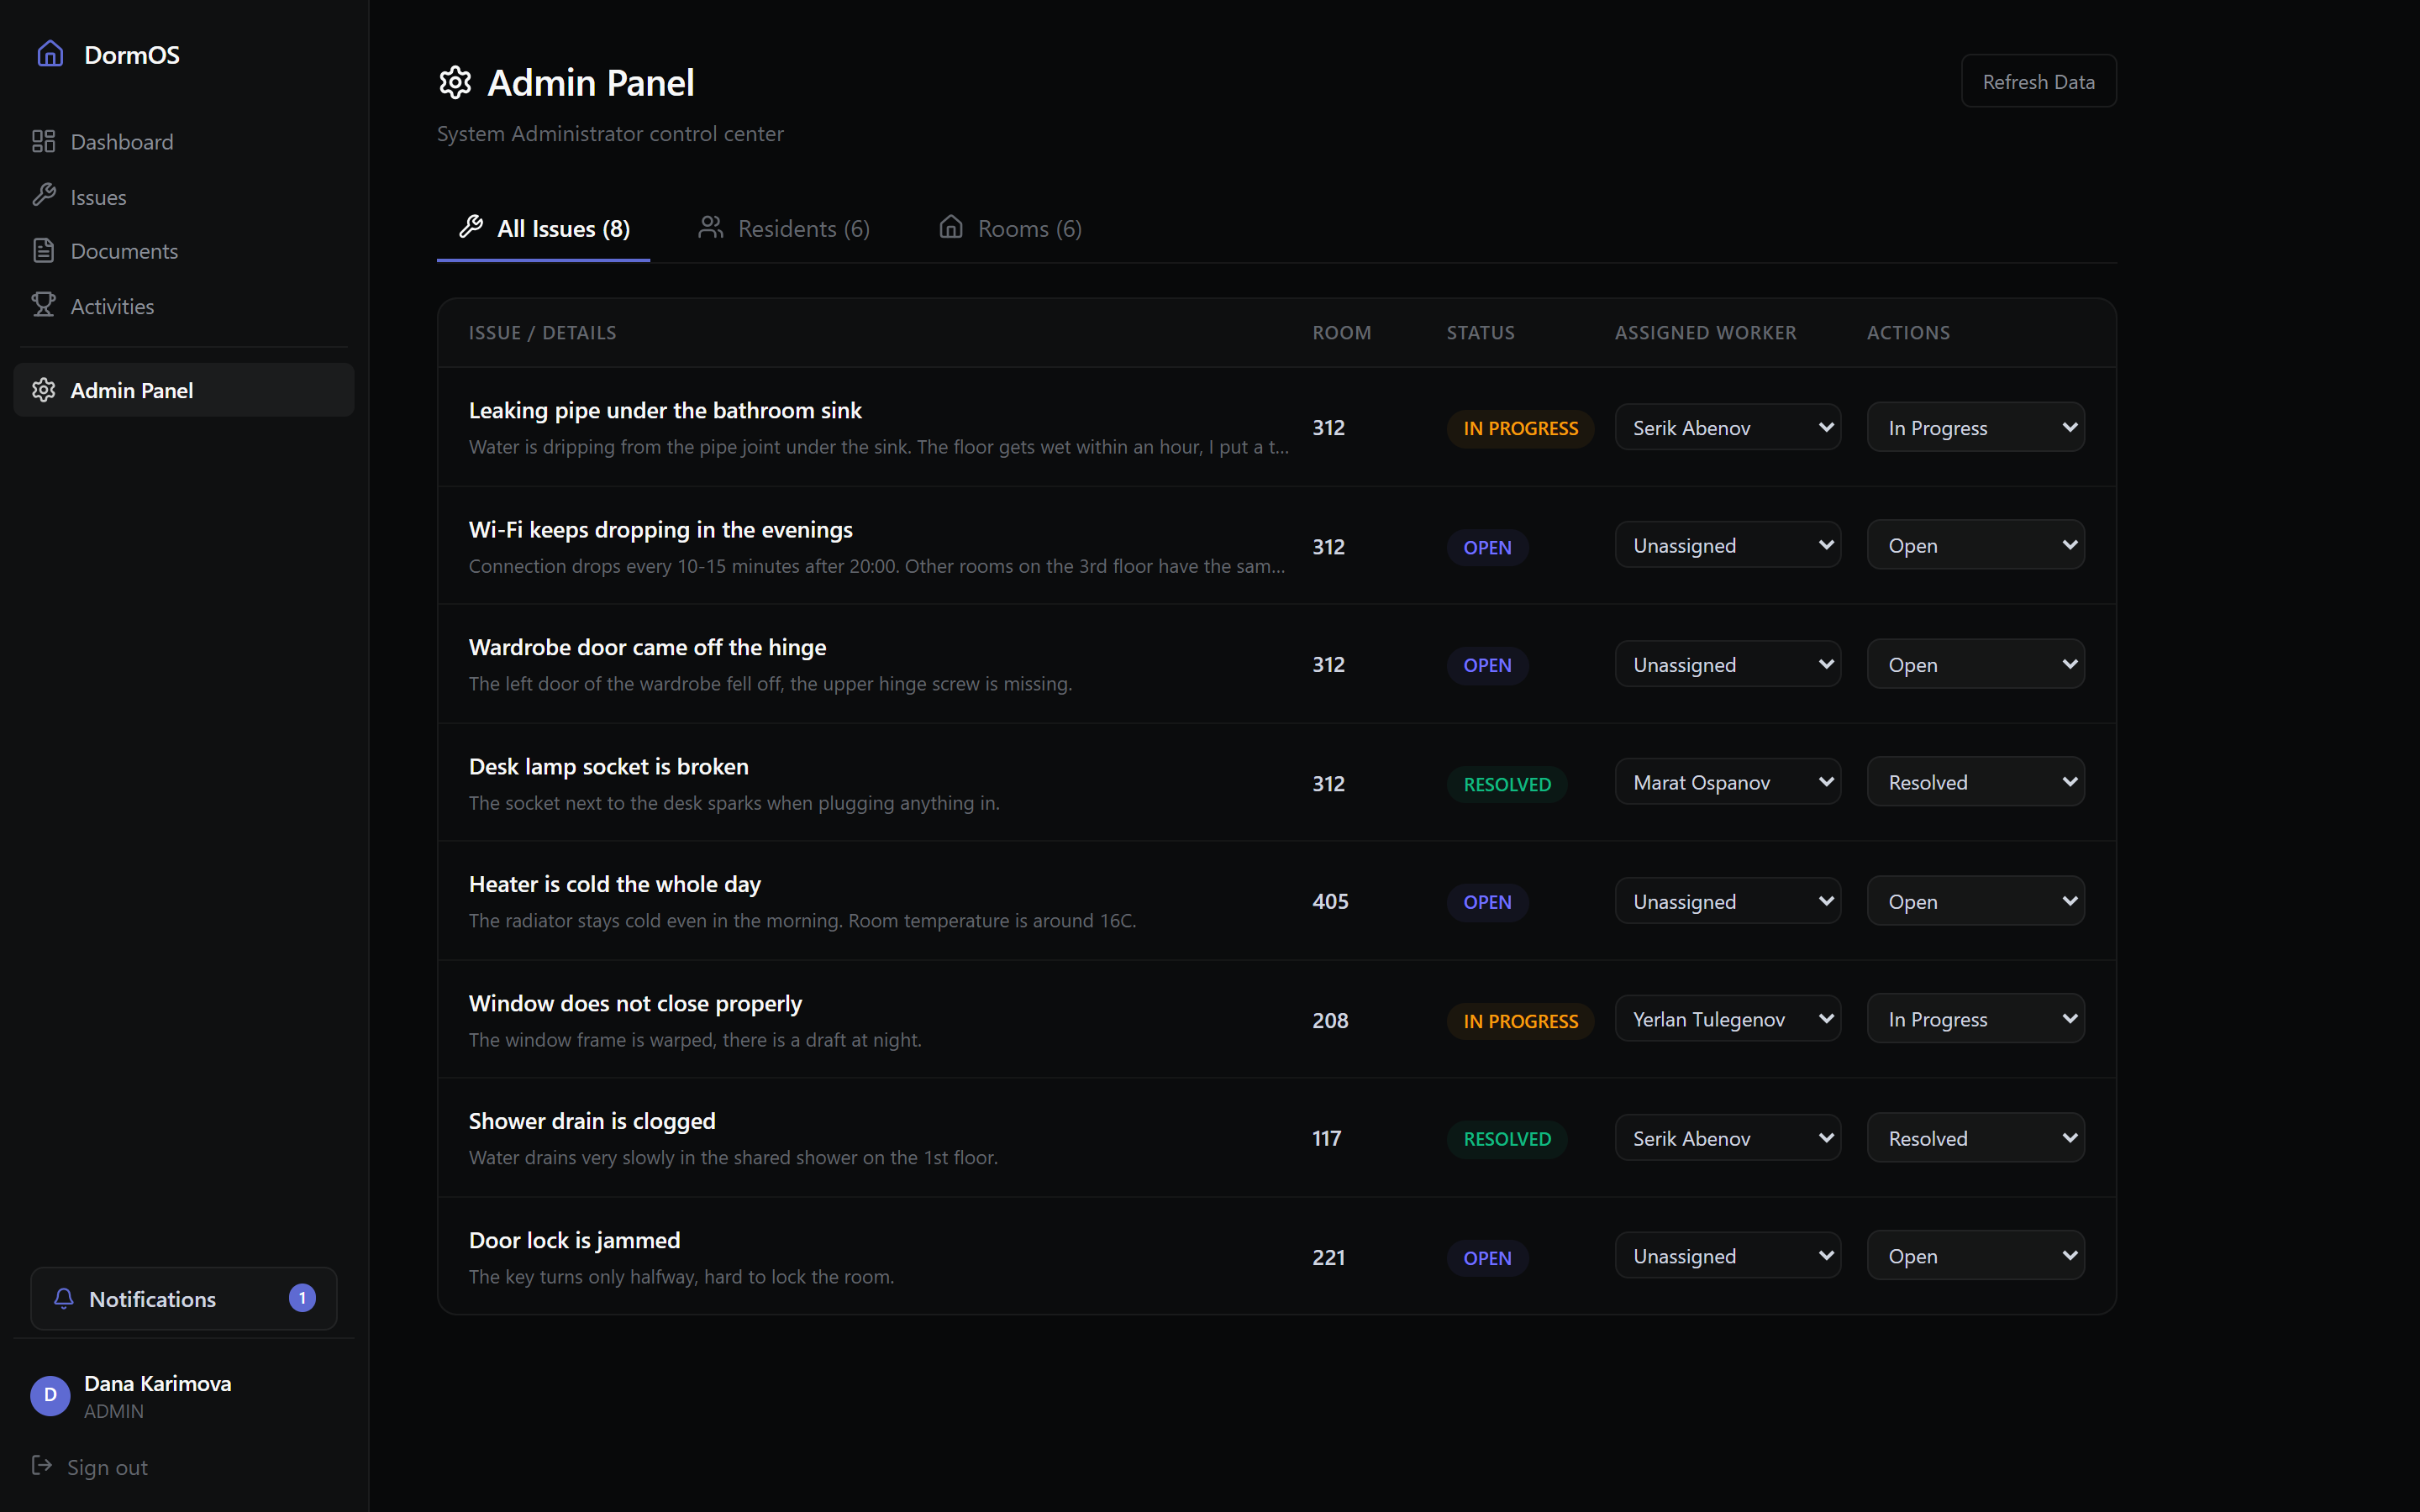 DormOS
Dashboard
Issues
Documents
Activities
Admin Panel
Notifications 1
D
Dana Karimova
ADMIN
Sign out
Admin Panel
System Administrator control center
Refresh Data
All Issues (8) Residents (6) Rooms (6)
ISSUE / DETAILS ROOM STATUS ASSIGNED WORKER ACTIONS
Leaking pipe under the bathroom sink
Water is dripping from the pipe joint under the sink. The floor gets wet within an hour, I put a t...
312 IN PROGRESS Serik Abenov In Progress
Wi-Fi keeps dropping in the evenings
Connection drops every 10-15 minutes after 20:00. Other rooms on the 3rd floor have the sam...
312 OPEN Unassigned Open
Wardrobe door came off the hinge
The left door of the wardrobe fell off, the upper hinge screw is missing.
312 OPEN Unassigned Open
Desk lamp socket is broken
The socket next to the desk sparks when plugging anything in.
312 RESOLVED Marat Ospanov Resolved
Heater is cold the whole day
The radiator stays cold even in the morning. Room temperature is around 16C.
405 OPEN Unassigned Open
Window does not close properly
The window frame is warped, there is a draft at night.
208 IN PROGRESS Yerlan Tulegenov In Progress
Shower drain is clogged
Water drains very slowly in the shared shower on the 1st floor.
117 RESOLVED Serik Abenov Resolved
Door lock is jammed
The key turns only halfway, hard to lock the room.
221 OPEN Unassigned Open